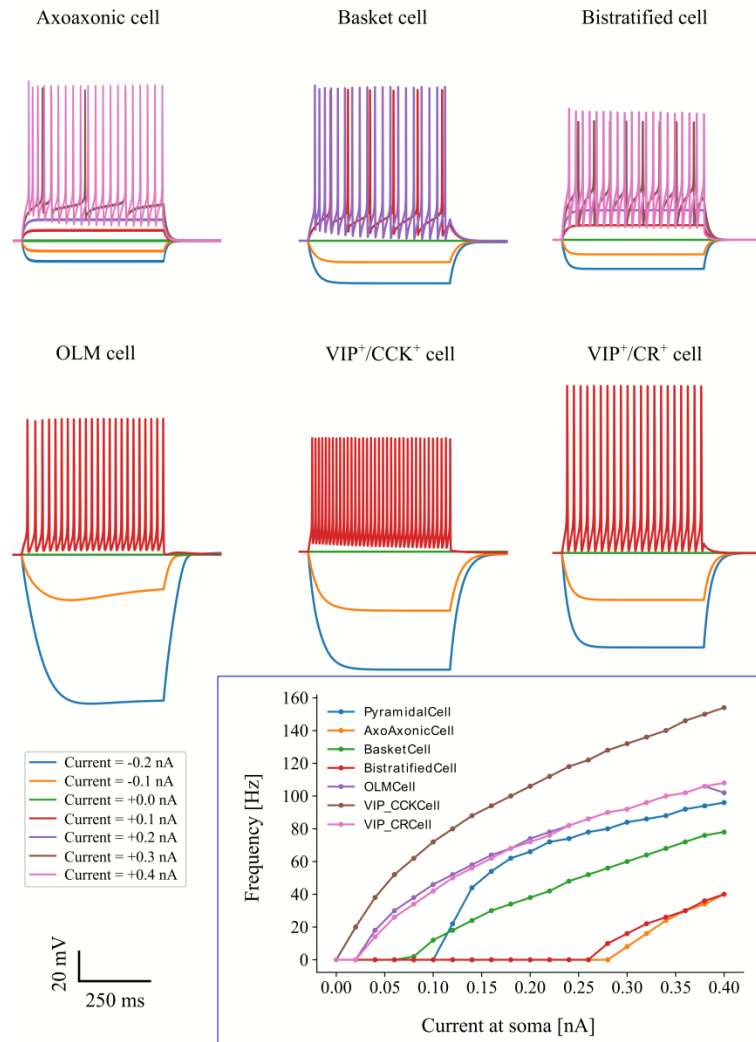 Axoaxonic cell
Basket cell
Bistratified cell
OLM cell
VIP⁺/CCK⁺ cell
VIP⁺/CR⁺ cell
Current = -0.2 nA
Current = -0.1 nA
Current = +0.0 nA
Current = +0.1 nA
Current = +0.2 nA
Current = +0.3 nA
Current = +0.4 nA
20 mV
250 ms
Frequency [Hz]
160
140
120
100
80
60
40
20
0
PyramidalCell
AxoAxonicCell
BasketCell
BistratifiedCell
OLMCell
VIP_CCKCell
VIP_CRCell
0.00 0.05 0.10 0.15 0.20 0.25 0.30 0.35 0.40
Current at soma [nA]